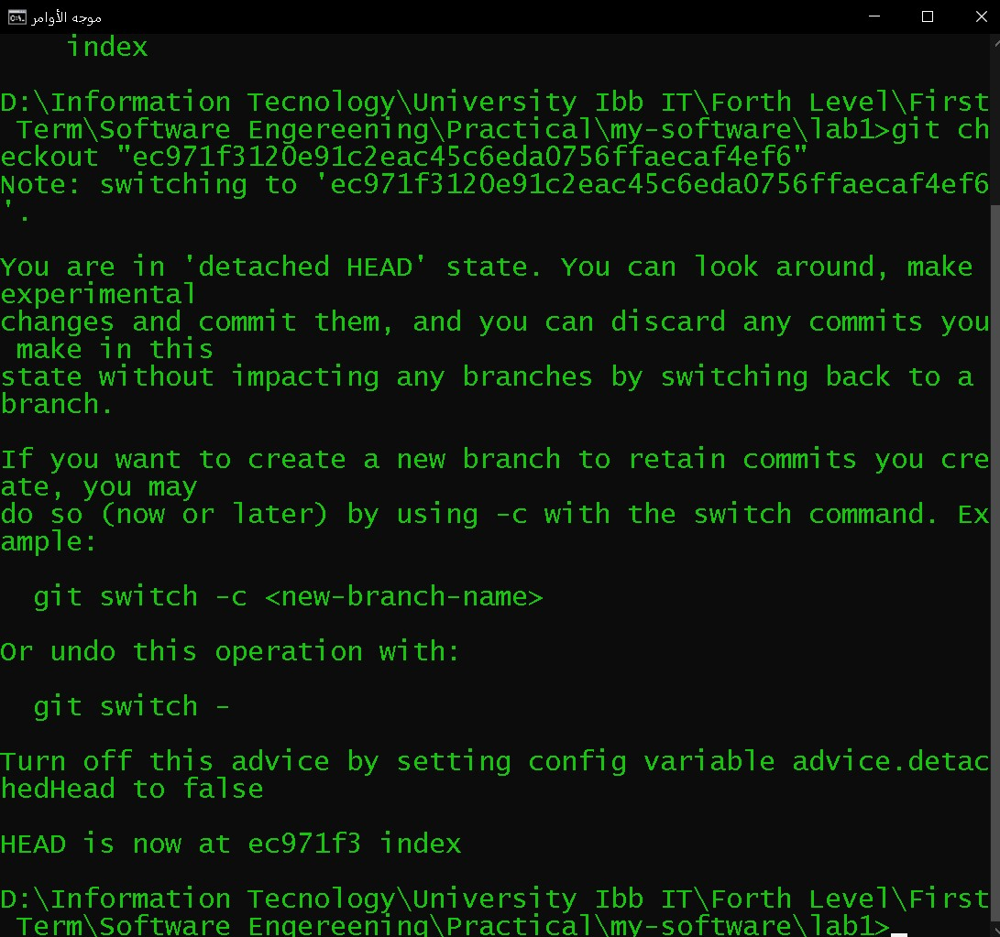 موجه الأوامر
    index
D:\Information Tecnology\University Ibb IT\Forth Level\First
 Term\Software Engereening\Practical\my-software\lab1>git ch
eckout "ec971f3120e91c2eac45c6eda0756ffaecaf4ef6"
Note: switching to 'ec971f3120e91c2eac45c6eda0756ffaecaf4ef6
'.
You are in 'detached HEAD' state. You can look around, make
experimental
changes and commit them, and you can discard any commits you
 make in this
state without impacting any branches by switching back to a
branch.
If you want to create a new branch to retain commits you cre
ate, you may
do so (now or later) by using -c with the switch command. Ex
ample:
  git switch -c <new-branch-name>
Or undo this operation with:
  git switch -
Turn off this advice by setting config variable advice.detac
hedHead to false
HEAD is now at ec971f3 index
D:\Information Tecnology\University Ibb IT\Forth Level\First
 Term\Software Engereening\Practical\my-software\lab1>